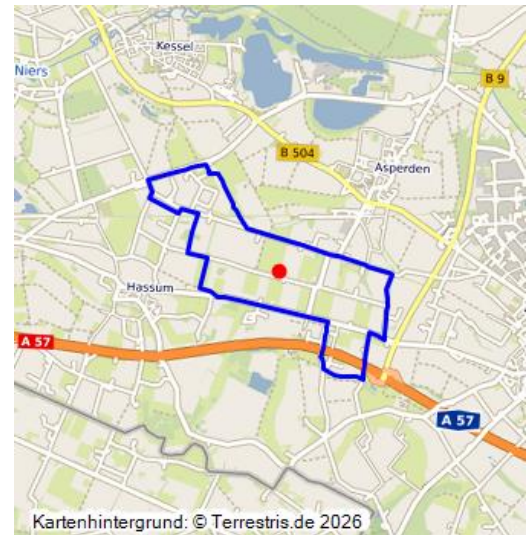 Kessel
Niers
B 9
B 504
Asperden
Hassum
A 57
A 57
Kartenhintergrund: © Terrestris.de 2026